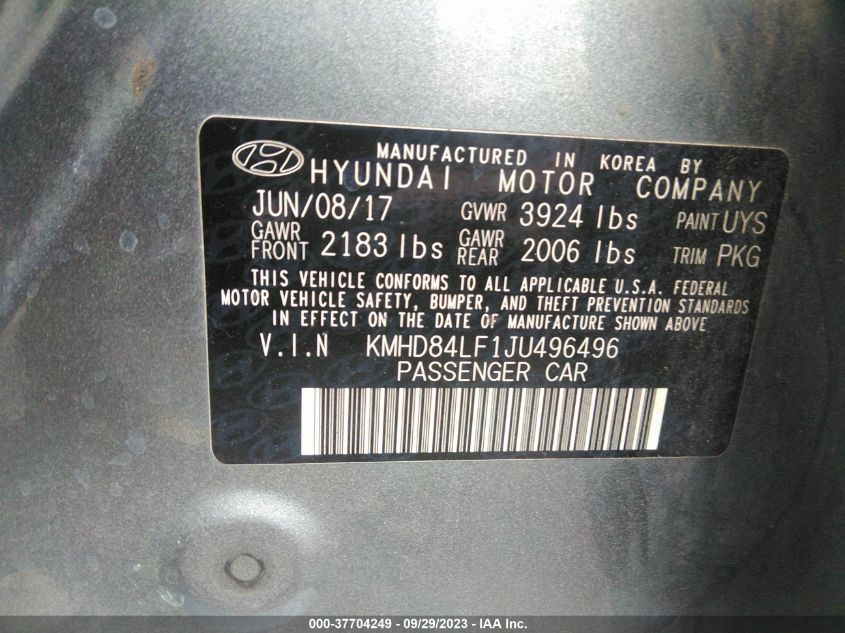 MANUFACTURED IN KOREA BY
HYUNDAI MOTOR COMPANY
JUN/08/17 GVWR 3924 lbs PAINT UYS
GAWR FRONT 2183 lbs GAWR REAR 2006 lbs TRIM PKG
THIS VEHICLE CONFORMS TO ALL APPLICABLE U.S.A. FEDERAL
MOTOR VEHICLE SAFETY, BUMPER, AND THEFT PREVENTION STANDARDS
IN EFFECT ON THE DATE OF MANUFACTURE SHOWN ABOVE
V.I.N KMHD84LF1JU496496
PASSENGER CAR
000-37704249 - 09/29/2023 - IAA Inc.